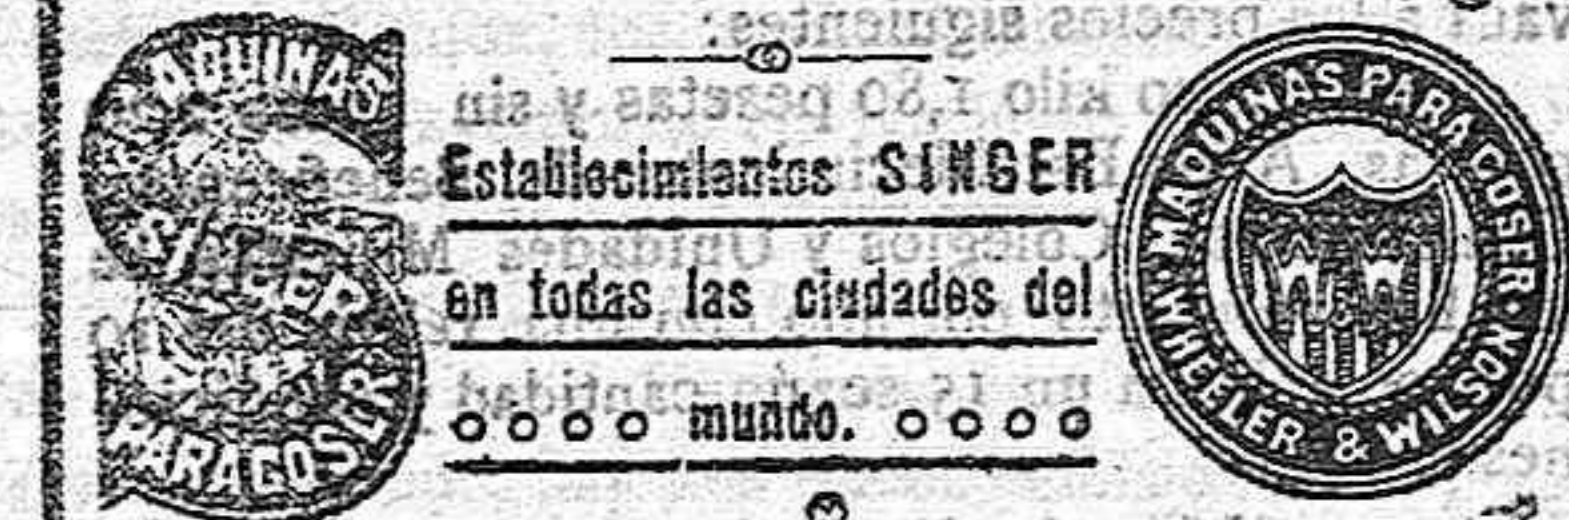 MAQUINAS
SINGER
PARA COSER
Establecimientos SINGER
en todas las ciudades del
mundo.
MAQUINAS PARA COSER
WHEELER & WILSON
W W